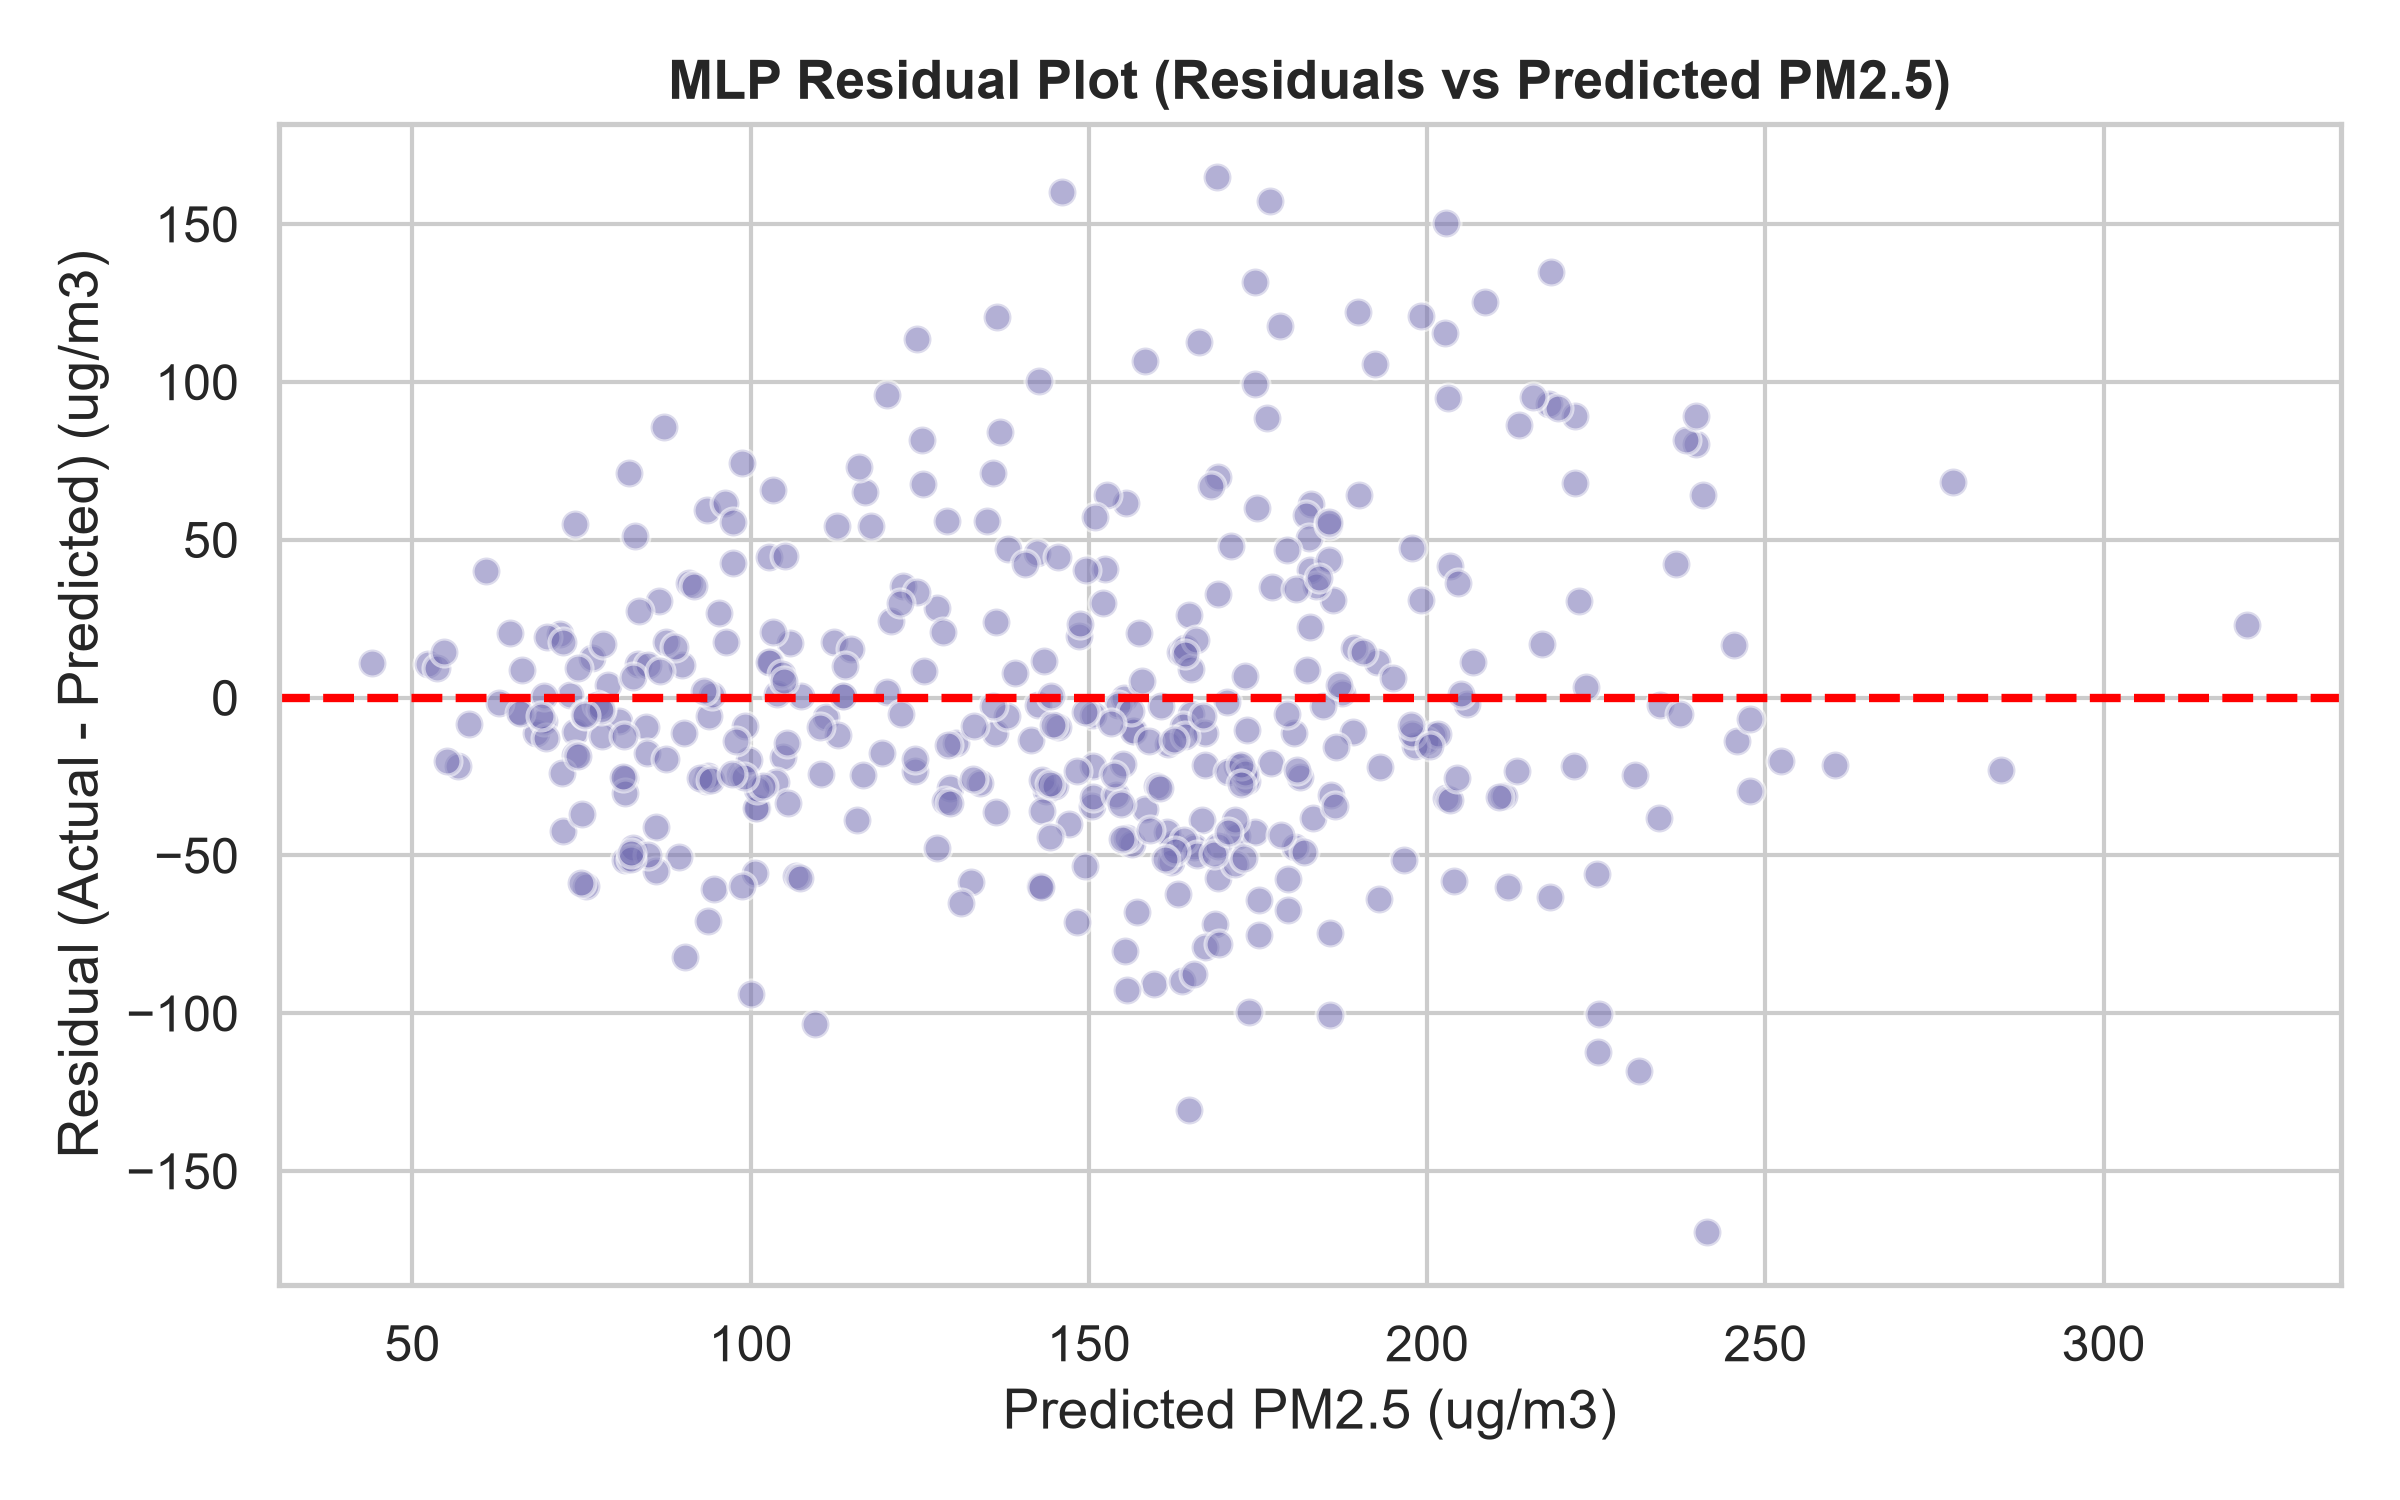 MLP Residual Plot (Residuals vs Predicted PM2.5)
Residual (Actual - Predicted) (ug/m3)
150
100
50
0
−50
−100
−150
50 100 150 200 250 300
Predicted PM2.5 (ug/m3)